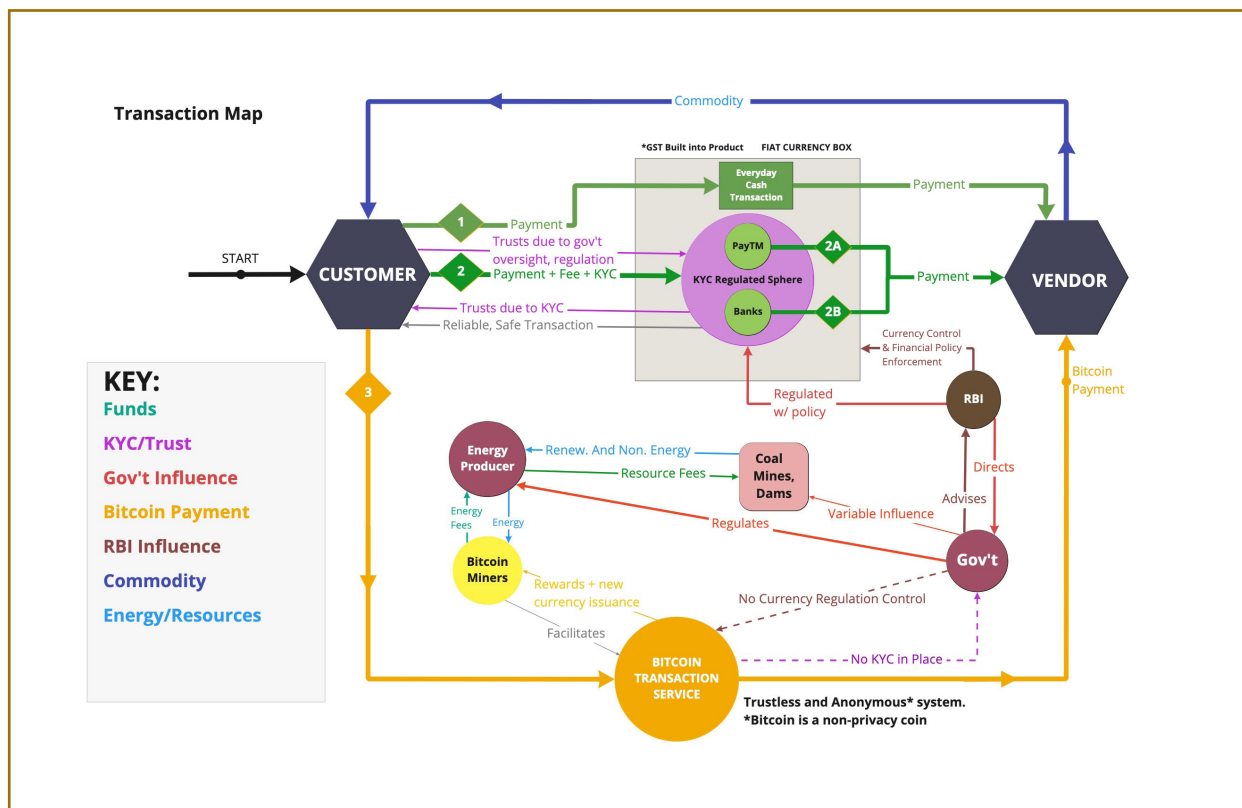 Transaction Map
Commodity
*GST Built into Product
FIAT CURRENCY BOX
Everyday
Cash
Transaction
Payment
1
Payment
START
CUSTOMER
Trusts due to gov't
oversight, regulation
2
Payment + Fee + KYC
PayTM
2A
KYC Regulated Sphere
Payment
VENDOR
Trusts due to KYC
Reliable, Safe Transaction
Banks
2B
Currency Control
& Financial Policy
Enforcement
Bitcoin
Payment
RBI
Regulated
w/ policy
3
KEY:
Funds
KYC/Trust
Gov't Influence
Bitcoin Payment
RBI Influence
Commodity
Energy/Resources
Energy
Producer
Renew. And Non. Energy
Resource Fees
Coal
Mines,
Dams
Directs
Advises
Variable Influence
Regulates
Energy
Fees
Energy
Gov't
Bitcoin
Miners
Rewards + new
currency issuance
No Currency Regulation Control
Facilitates
No KYC in Place
BITCOIN
TRANSACTION
SERVICE
Trustless and Anonymous* system.
*Bitcoin is a non-privacy coin